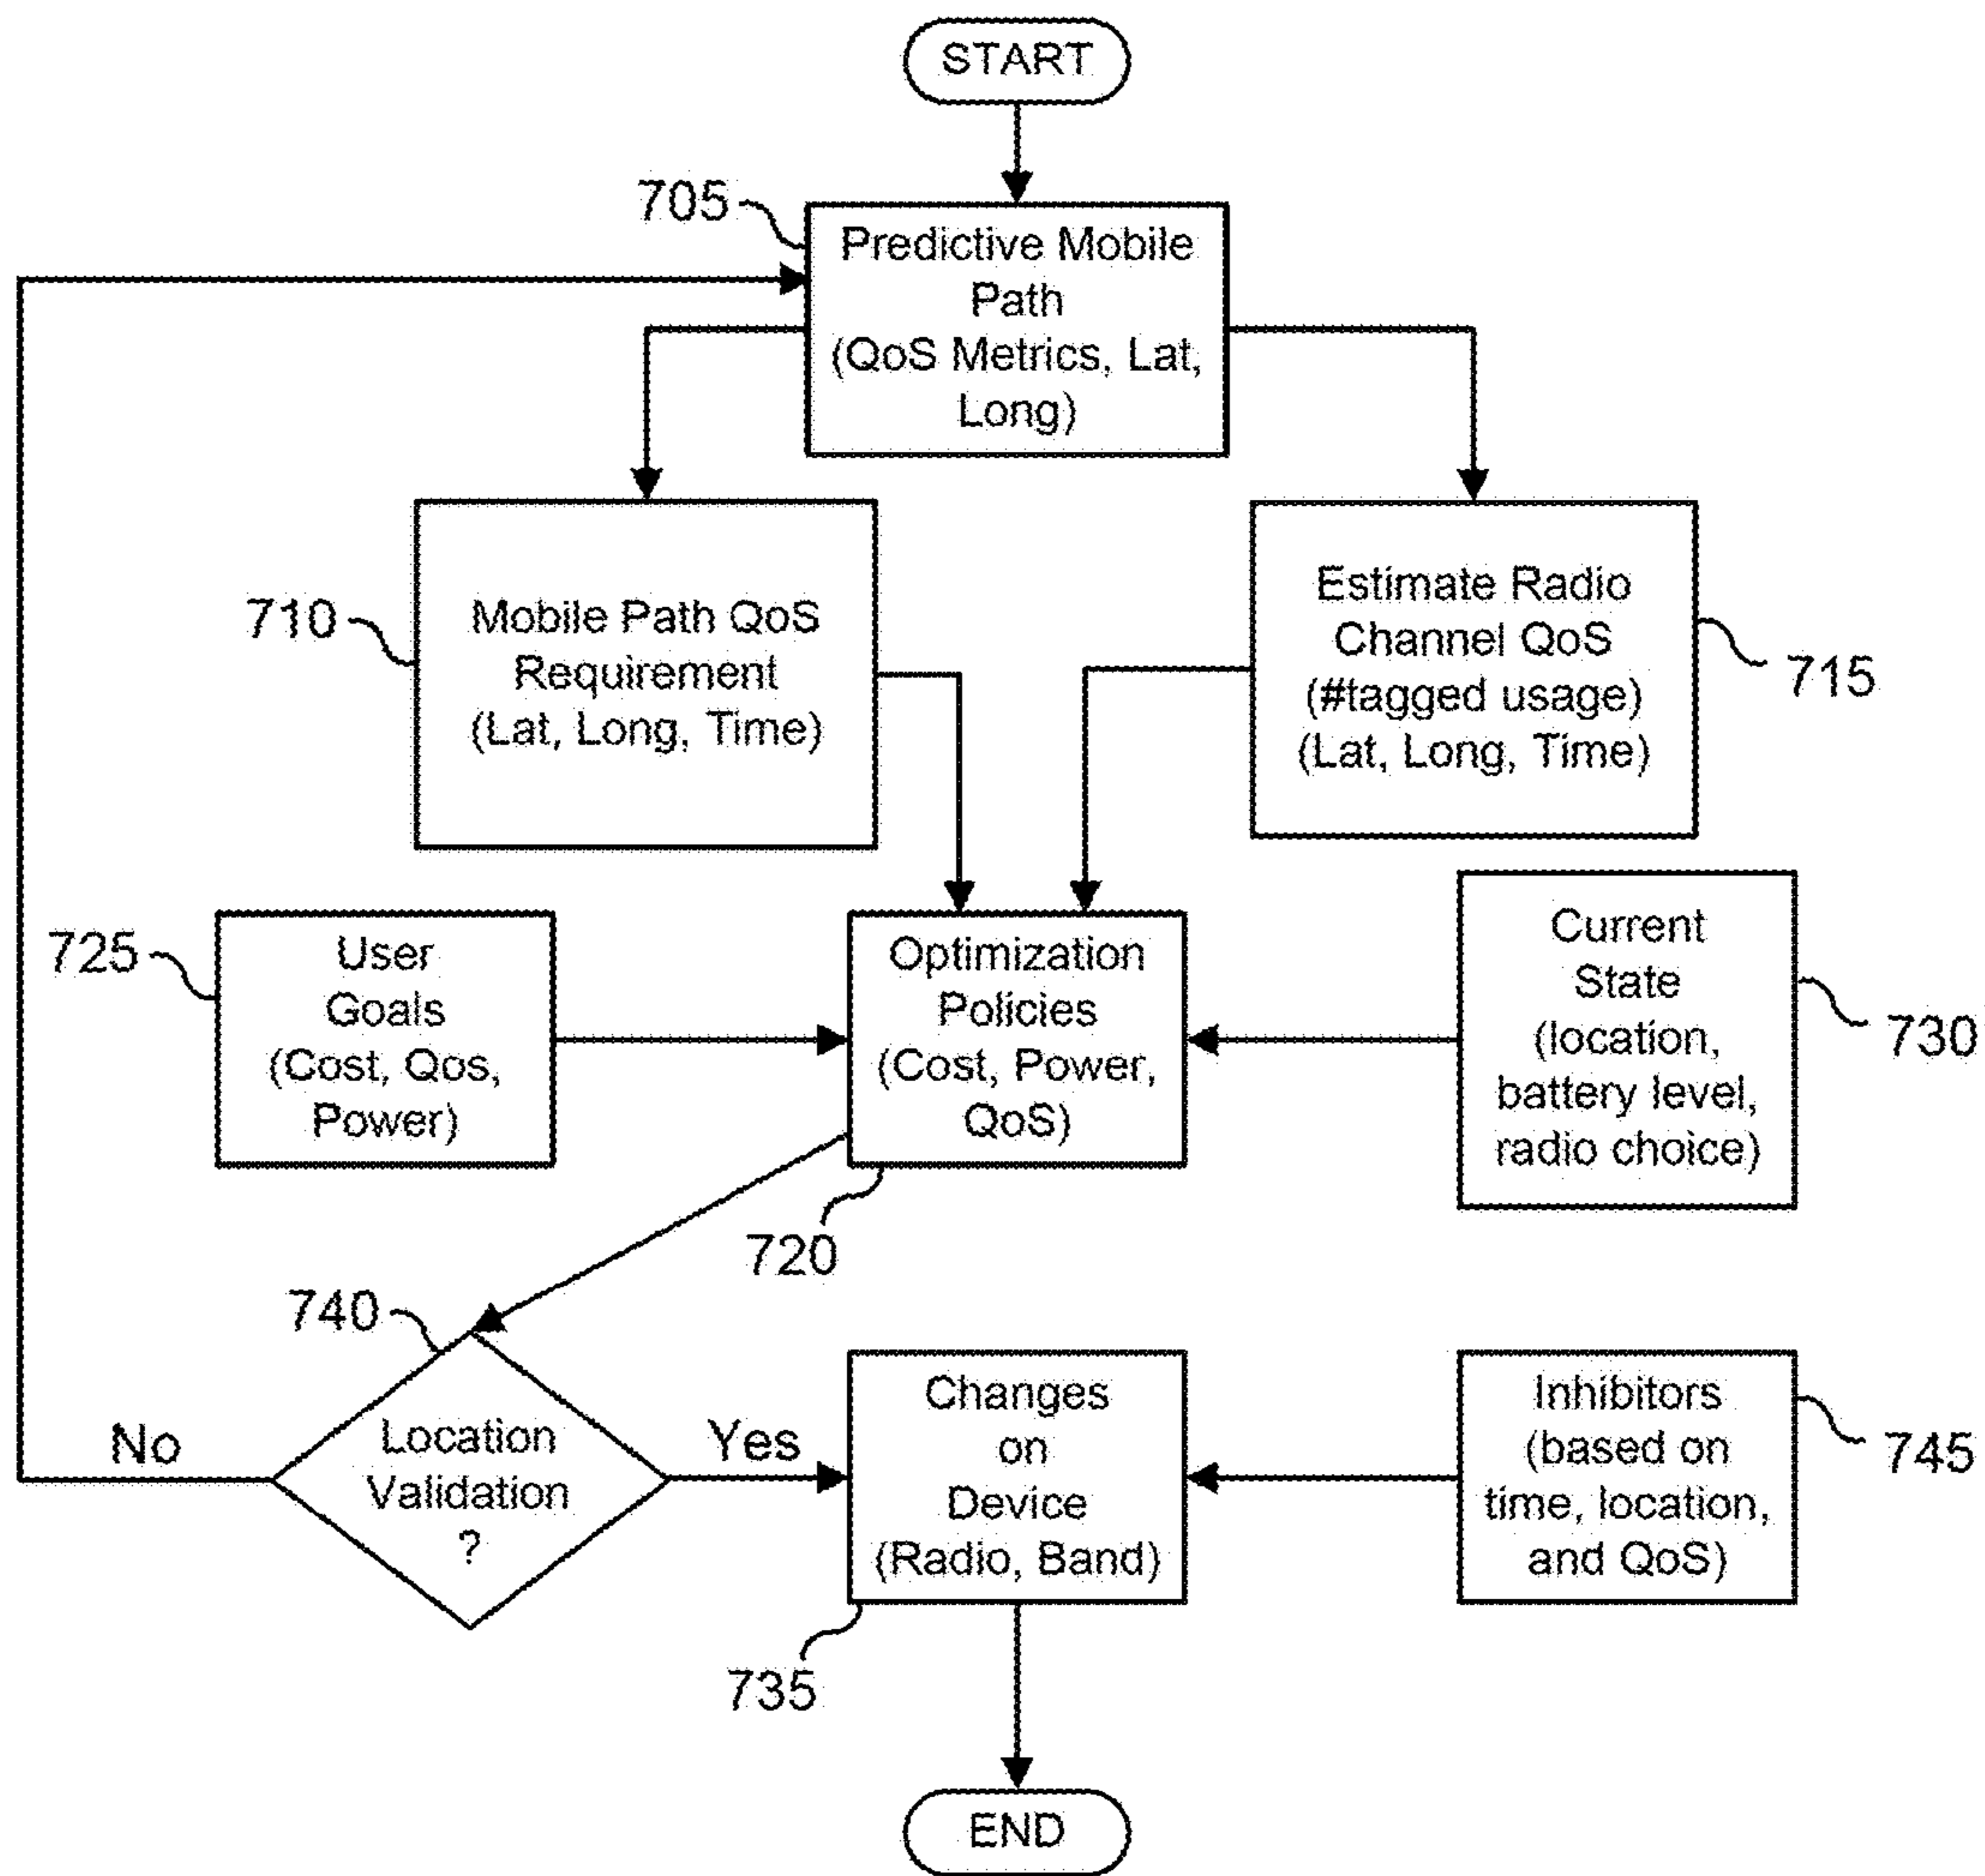 START
705
Predictive Mobile
Path
(QoS Metrics, Lat,
Long)
710
Mobile Path QoS
Requirement
(Lat, Long, Time)
Estimate Radio
Channel QoS
(#tagged usage)
(Lat, Long, Time)
715
725
User
Goals
(Cost, Qos,
Power)
Optimization
Policies
(Cost, Power,
QoS)
720
Current
State
(location,
battery level,
radio choice)
730
740
Location
Validation
?
No
Yes
Changes
on
Device
(Radio, Band)
735
Inhibitors
(based on
time, location,
and QoS)
745
END